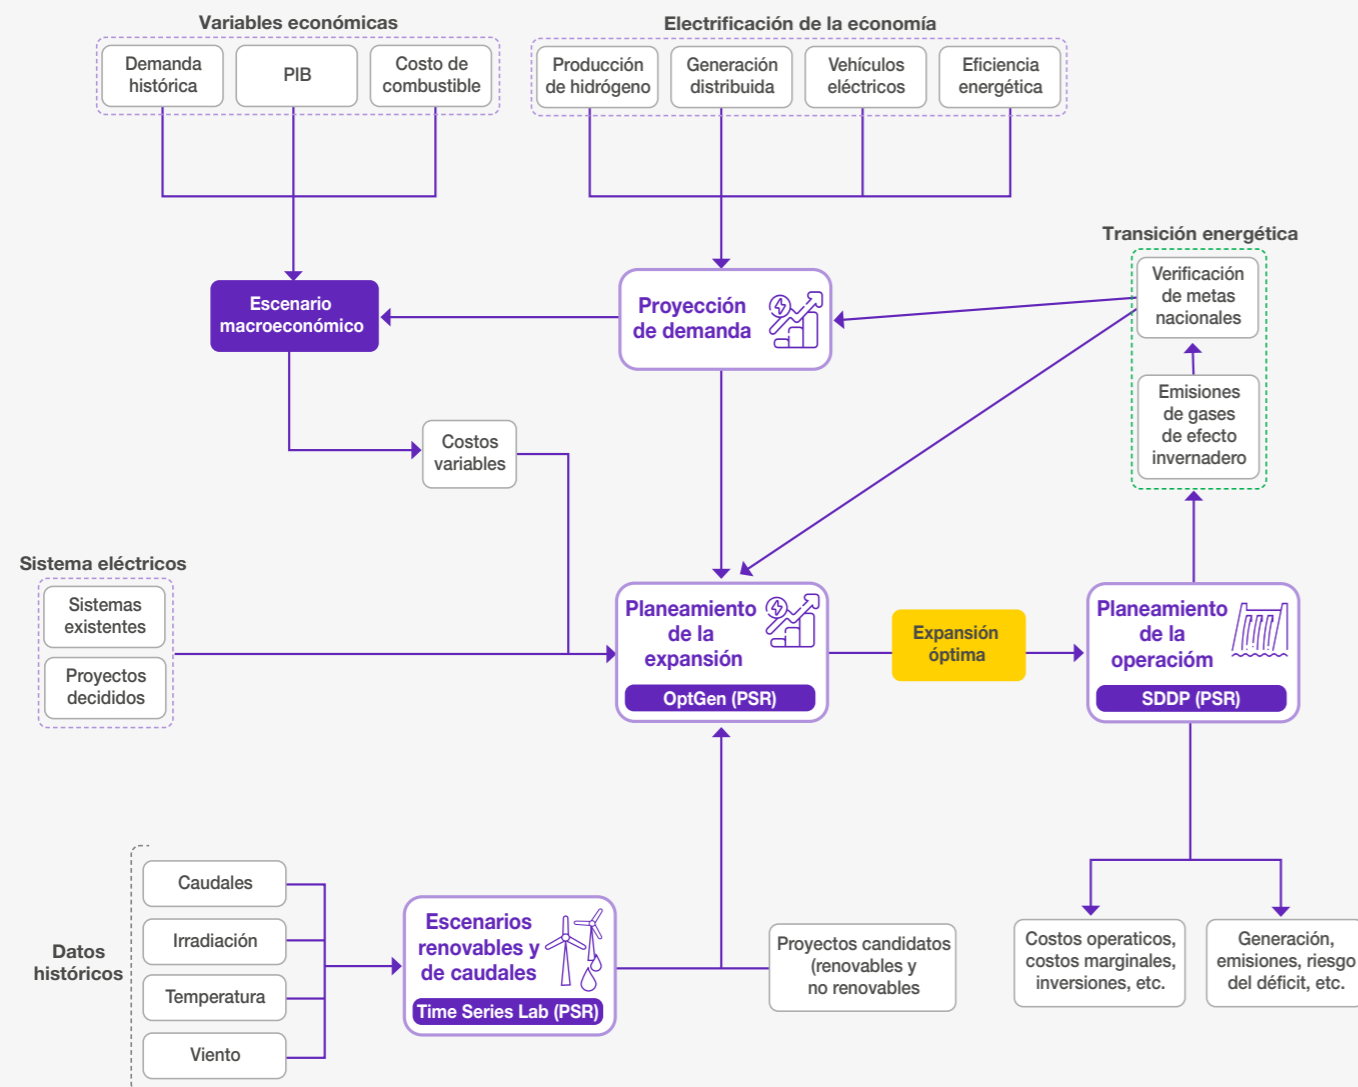 Variables económicas
Demanda
histórica
PIB
Costo de
combustible
Electrificación de la economía
Producción
de hidrógeno
Generación
distribuida
Vehículos
eléctricos
Eficiencia
energética
Transición energética
Verificación
de metas
nacionales
Emisiones
de gases
de efecto
invernadero
Escenario
macroeconómico
Proyección
de demanda
Costos
variables
Sistema eléctricos
Sistemas
existentes
Proyectos
decididos
Planeamiento
de la
expansión
OptGen (PSR)
Expansión
óptima
Planeamiento
de la
operacióm
SDDP (PSR)
Datos
históricos
Caudales
Irradiación
Temperatura
Viento
Escenarios
renovables y
de caudales
Time Series Lab (PSR)
Proyectos candidatos
(renovables y
no renovables
Costos operaticos,
costos marginales,
inversiones, etc.
Generación,
emisiones, riesgo
del déficit, etc.